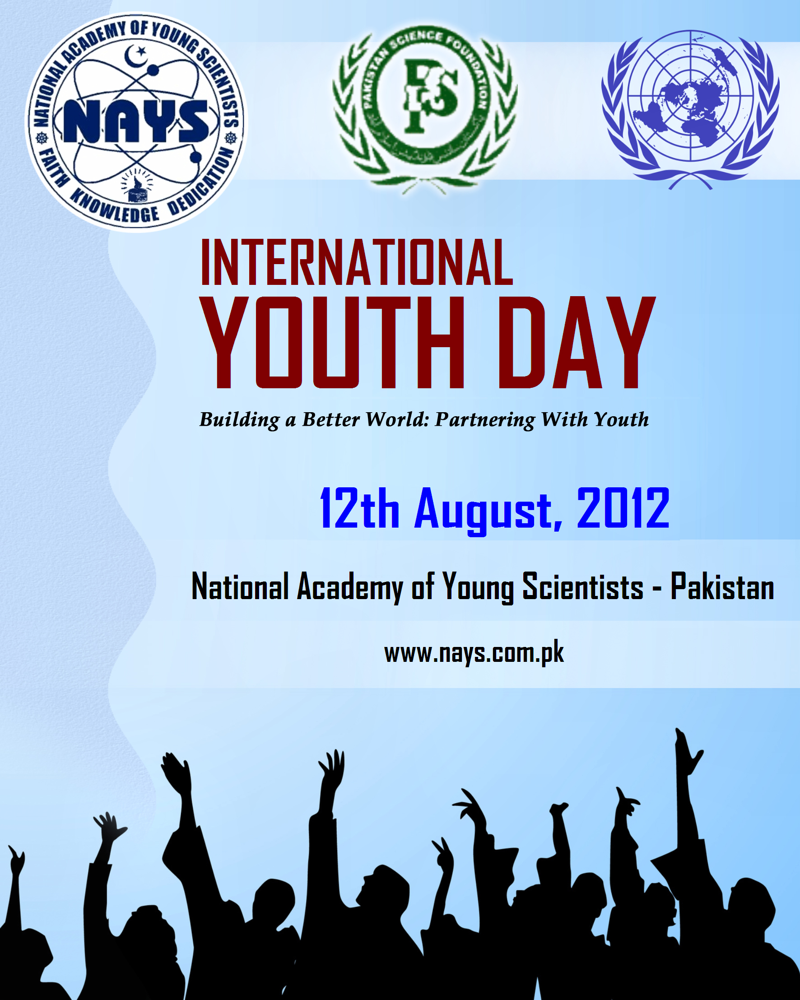 NATIONAL ACADEMY OF YOUNG SCIENTISTS
NAYS
FAITH KNOWLEDGE DEDICATION
PAKISTAN SCIENCE FOUNDATION
PSF
INTERNATIONAL
YOUTH DAY
Building a Better World: Partnering With Youth
12th August, 2012
National Academy of Young Scientists - Pakistan
www.nays.com.pk